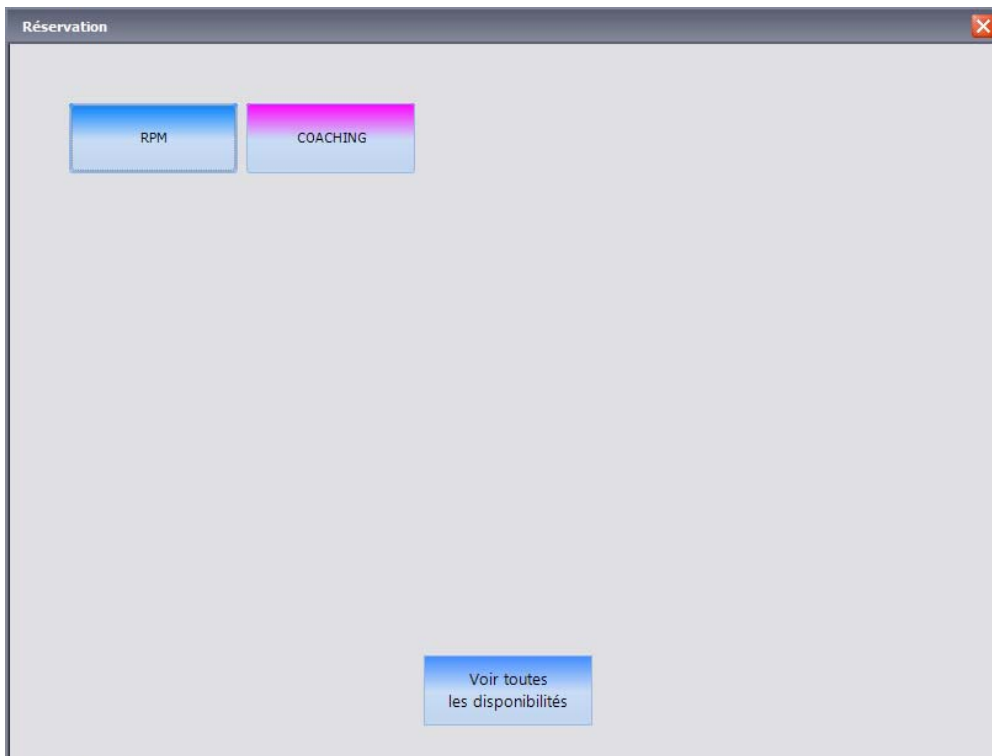 Réservation
RPM
COACHING
Voir toutes
les disponibilités